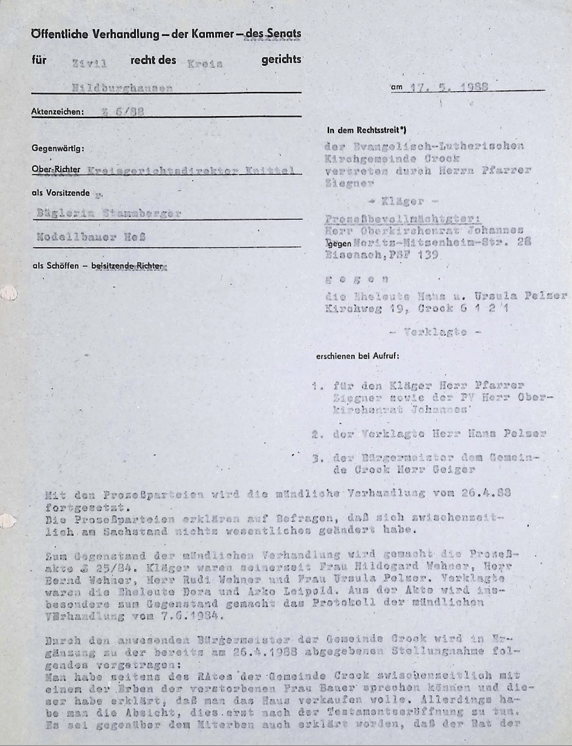 Öffentliche Verhandlung – der Kammer – des Senats
für Zivil recht des Kreis gerichts
Hildburghausen
am 17. 5. 1988
Aktenzeichen: Z 6/88
Gegenwärtig:
Ober-Richter Kreisgerichtsdirektor Knittel
als Vorsitzende
Büglerin Stammberger
Modellbauer Heß
als Schöffen – beisitzende Richter:
In dem Rechtsstreit*)
der Evangelisch-Lutherischen
Kirchgemeinde Crock
vertreten durch Herrn Pfarrer
Ziegner
- Kläger -
Prozeßbevollmächtgter:
Herr Oberkirchenrat Johannes
gegen Moritz-Mitzenheim-Str. 28
Eisenach, PSF 139
g e g e n
die Eheleute Hans u. Ursula Pelzer
Kirchweg 19, Crock 6 1 2 1
- Verklagte -
erschienen bei Aufruf:
1. für den Kläger Herr Pfarrer
Ziegner sowie der PV Herr Ober-
kirchenrat Johannes
2. der Verklagte Herr Hans Pelzer
3. der Bürgermeister dem Gemein-
de Crock Herr Geiger
Mit den Prozeßparteien wird die mündliche Verhandlung vom 26.4.88
fortgesetzt.
Die Prozeßparteien erklären auf Befragen, daß sich zwischenzeit-
lich am Sachstand nichts wesentliches geändert habe.
Zum Gegenstand der mündlichen Verhandlung wird gemacht die Prozeß-
akte Z 25/84. Kläger waren seinerzeit Frau Hildegard Wehner, Herr
Bernd Wehner, Herr Rudi Wehner und Frau Ursula Pelzer. Verklagte
waren die Eheleute Dora und Arko Leipold. Aus der Akte wird ins-
besondere zum Gegenstand gemacht das Protokoll der mündlichen
Verhandlung vom 7.6.1984.
Durch den anwesenden Bürgermeister der Gemeinde Crock wird in Er-
gänzung zu der bereits am 26.4.1988 abgegebenen Stellungnahme fol-
gendes vorgetragen:
Man habe seitens des Rates der Gemeinde Crock zwischenzeitlich mit
einem der Erben der verstorbenen Frau Bauer sprechen können und die-
ser habe erklärt, daß man das Haus verkaufen wolle. Allerdings ha-
be man die Absicht, dies erst nach der Testamentseröffnung zu tun.
Es sei gegenüber dem Miterben auch erklärt worden, daß der Rat der